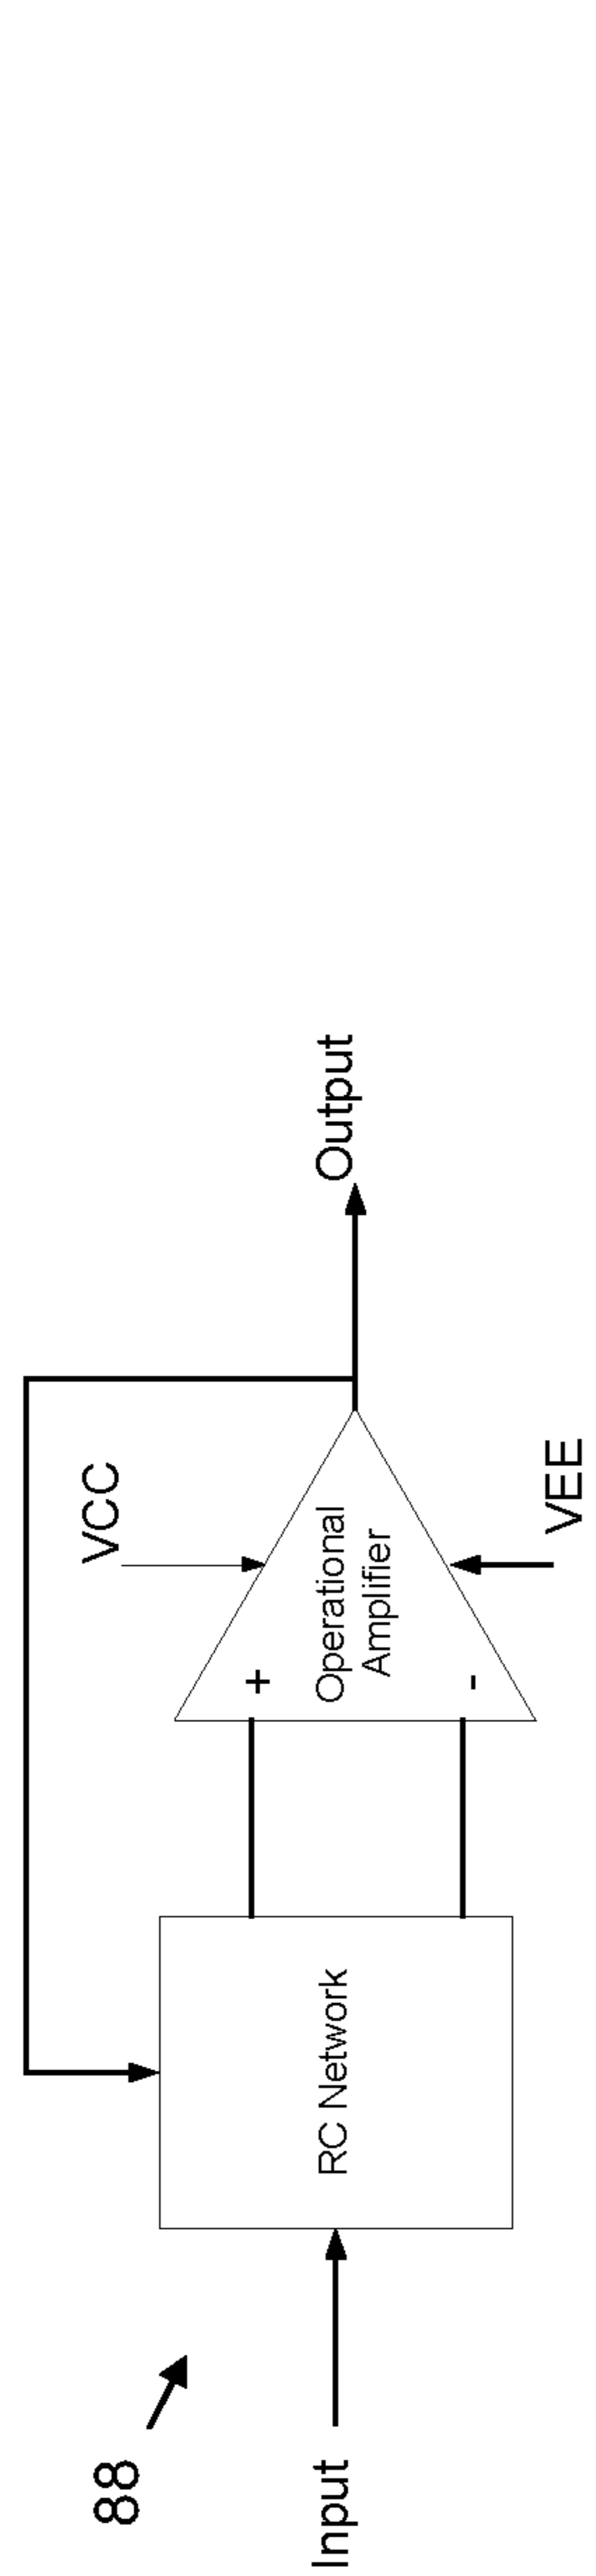 88
VCC
Input
RC Network
+
-
Operational
Amplifier
Output
VEE